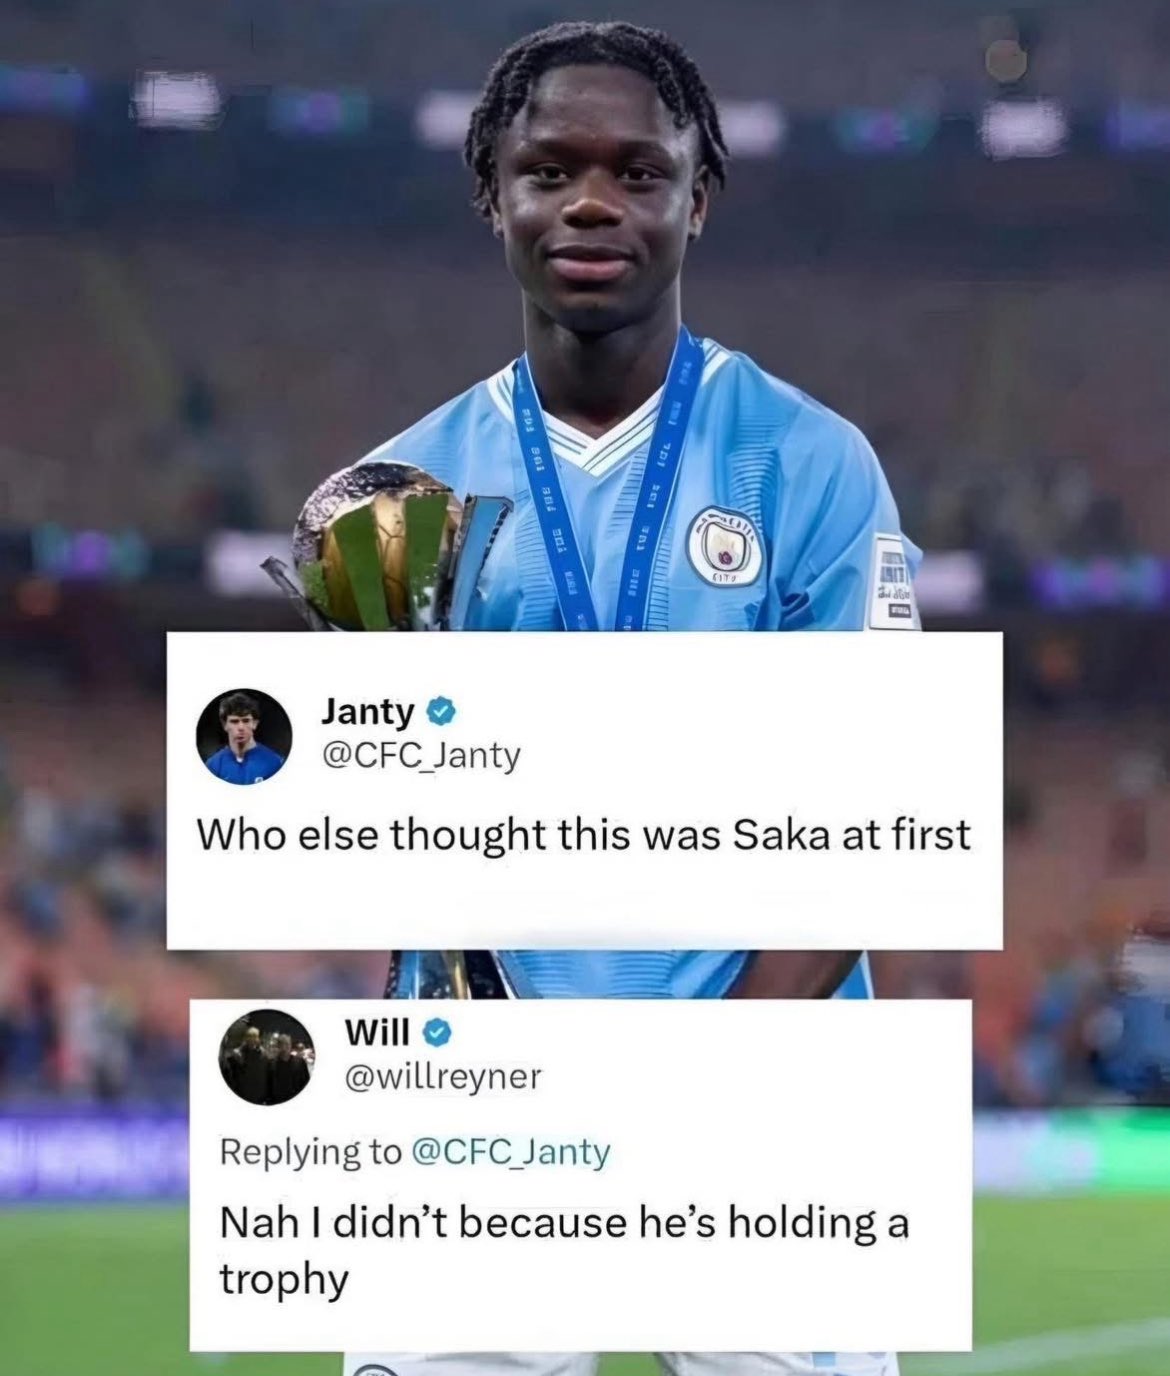 CITY
Janty
@CFC_Janty
Who else thought this was Saka at first
Will
@willreyner
Replying to @CFC_Janty
Nah I didn't because he's holding a
trophy